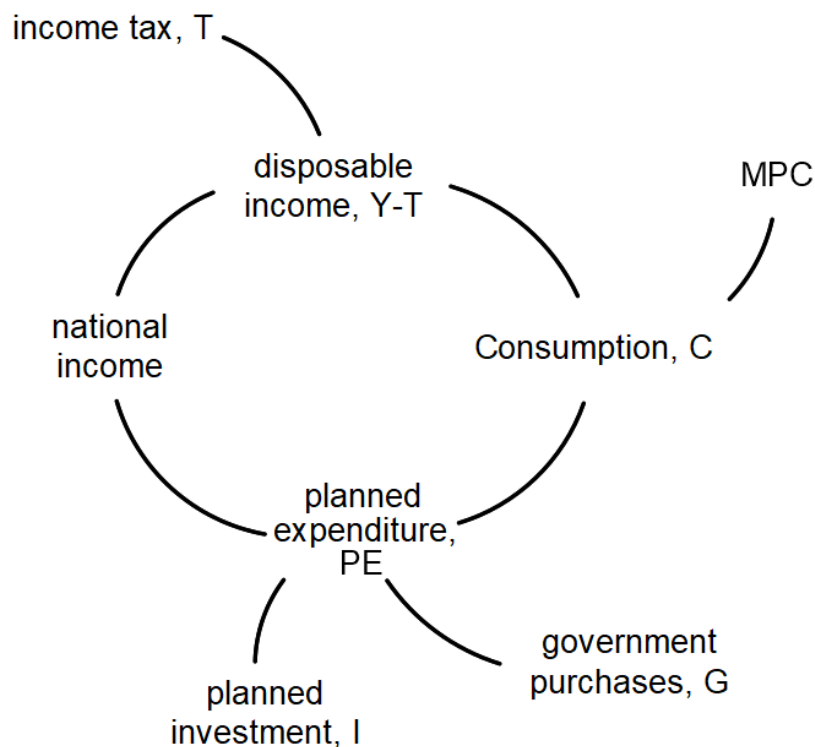 income tax, T
disposable
income, Y-T
MPC
national
income
Consumption, C
planned
expenditure,
PE
government
purchases, G
planned
investment, I